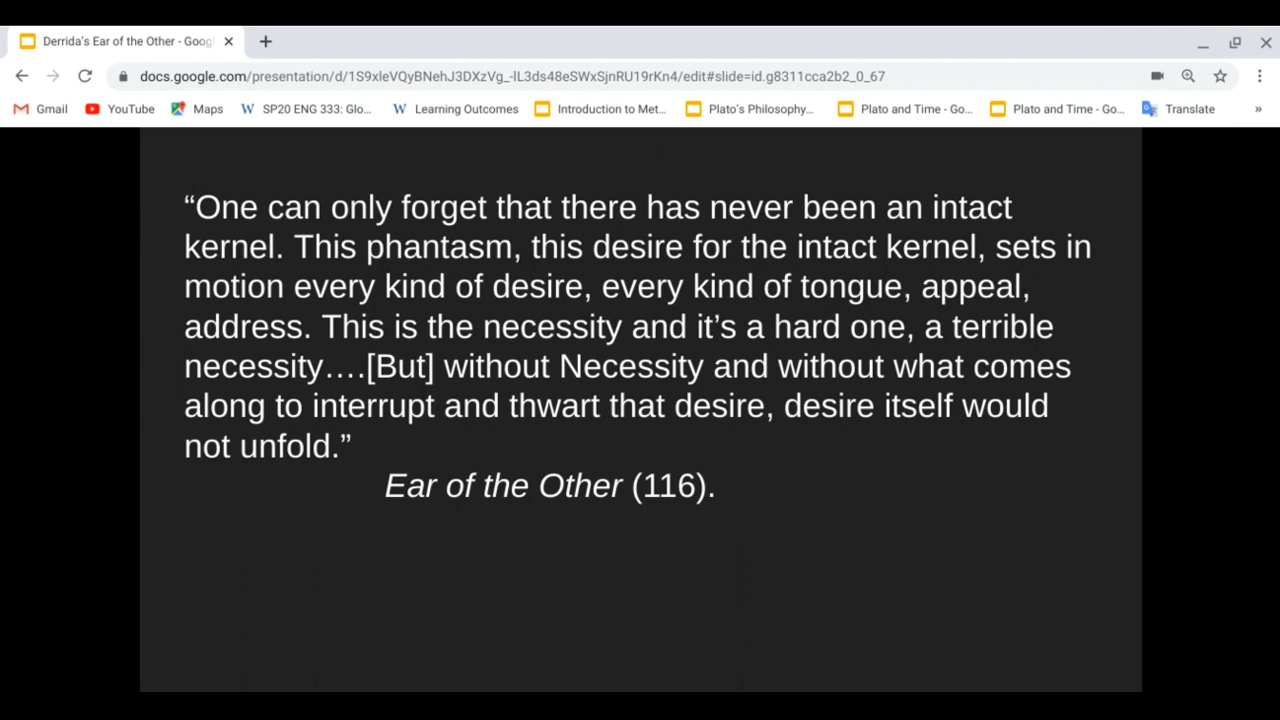 Derrida's Ear of the Other - Goog
docs.google.com/presentation/d/1S9xleVQyBNehJ3DXzVg_-lL3ds48eSWxSjnRU19rKn4/edit#slide=id.g8311cca2b2_0_67
Gmail YouTube Maps SP20 ENG 333: Glo... Learning Outcomes Introduction to Met... Plato's Philosophy... Plato and Time - Go... Plato and Time - Go... Translate »
“One can only forget that there has never been an intact
kernel. This phantasm, this desire for the intact kernel, sets in
motion every kind of desire, every kind of tongue, appeal,
address. This is the necessity and it’s a hard one, a terrible
necessity….[But] without Necessity and without what comes
along to interrupt and thwart that desire, desire itself would
not unfold.”
Ear of the Other (116).